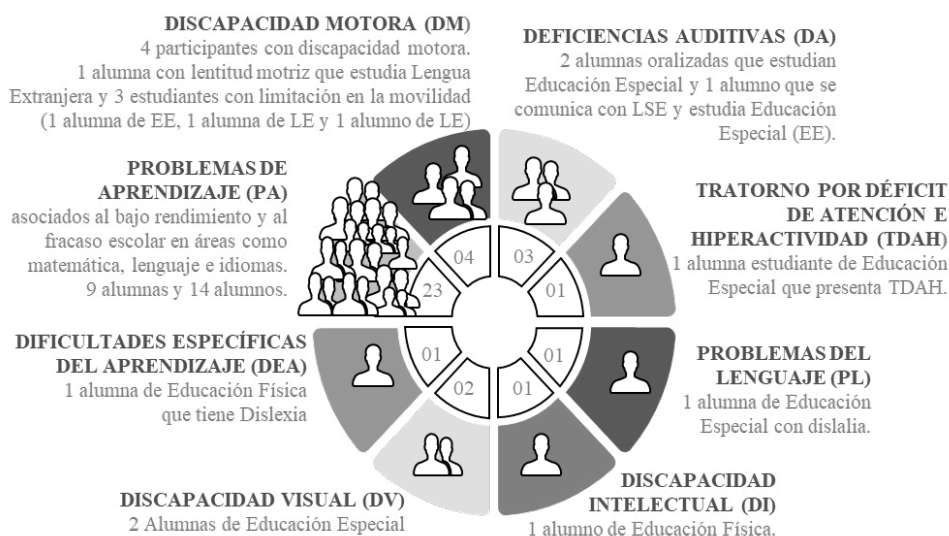 DISCAPACIDAD MOTORA (DM)
4 participantes con discapacidad motora.
1 alumna con lentitud motriz que estudia Lengua
Extranjera y 3 estudiantes con limitación en la movilidad
(1 alumna de EE, 1 alumna de LE y 1 alumno de LE)
DEFICIENCIAS AUDITIVAS (DA)
2 alumnas oralizadas que estudian
Educación Especial y 1 alumno que se
comunica con LSE y estudia Educación
Especial (EE).
PROBLEMAS DE
APRENDIZAJE (PA)
asociados al bajo rendimiento y al
fracaso escolar en áreas como
matemática, lenguaje e idiomas.
9 alumnas y 14 alumnos.
TRATORNO POR DÉFICIT
DE ATENCIÓN E
HIPERACTIVIDAD (TDAH)
1 alumna estudiante de Educación
Especial que presenta TDAH.
04
03
23
01
01
01
02
01
DIFICULTADES ESPECÍFICAS
DEL APRENDIZAJE (DEA)
1 alumna de Educación Física
que tiene Dislexia
PROBLEMAS DEL
LENGUAJE (PL)
1 alumna de Educación
Especial con dislalia.
DISCAPACIDAD VISUAL (DV)
2 Alumnas de Educación Especial
DISCAPACIDAD
INTELECTUAL (DI)
1 alumno de Educación Física.